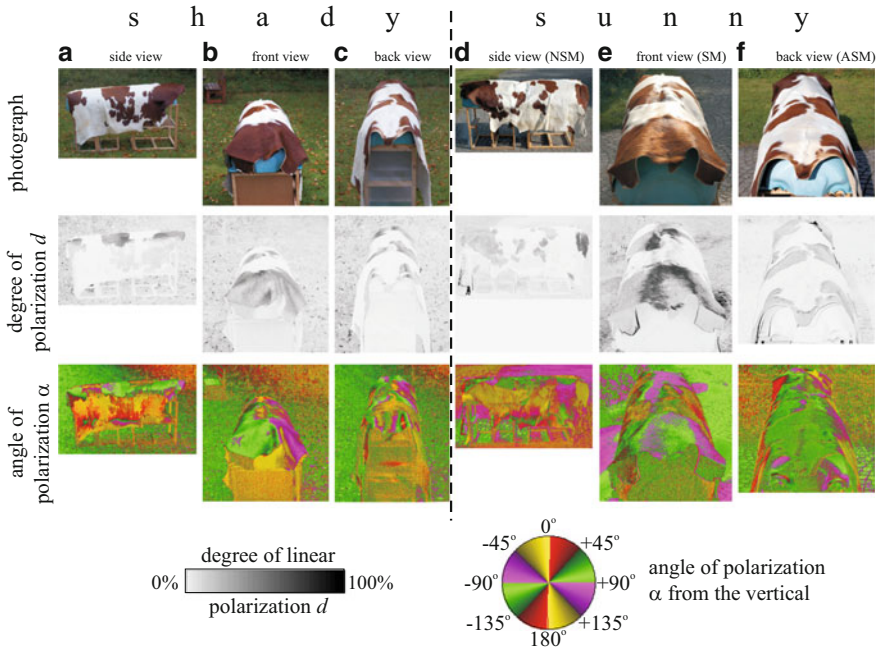 shady sunny
a side view b front view c back view d side view (NSM) e front view (SM) f back view (ASM)
photograph
degree of
polarization d
angle of
polarization α
degree of linear
0% 100%
polarization d
0°
-45° +45°
-90° +90°
-135° +135°
180°
angle of polarization
α from the vertical